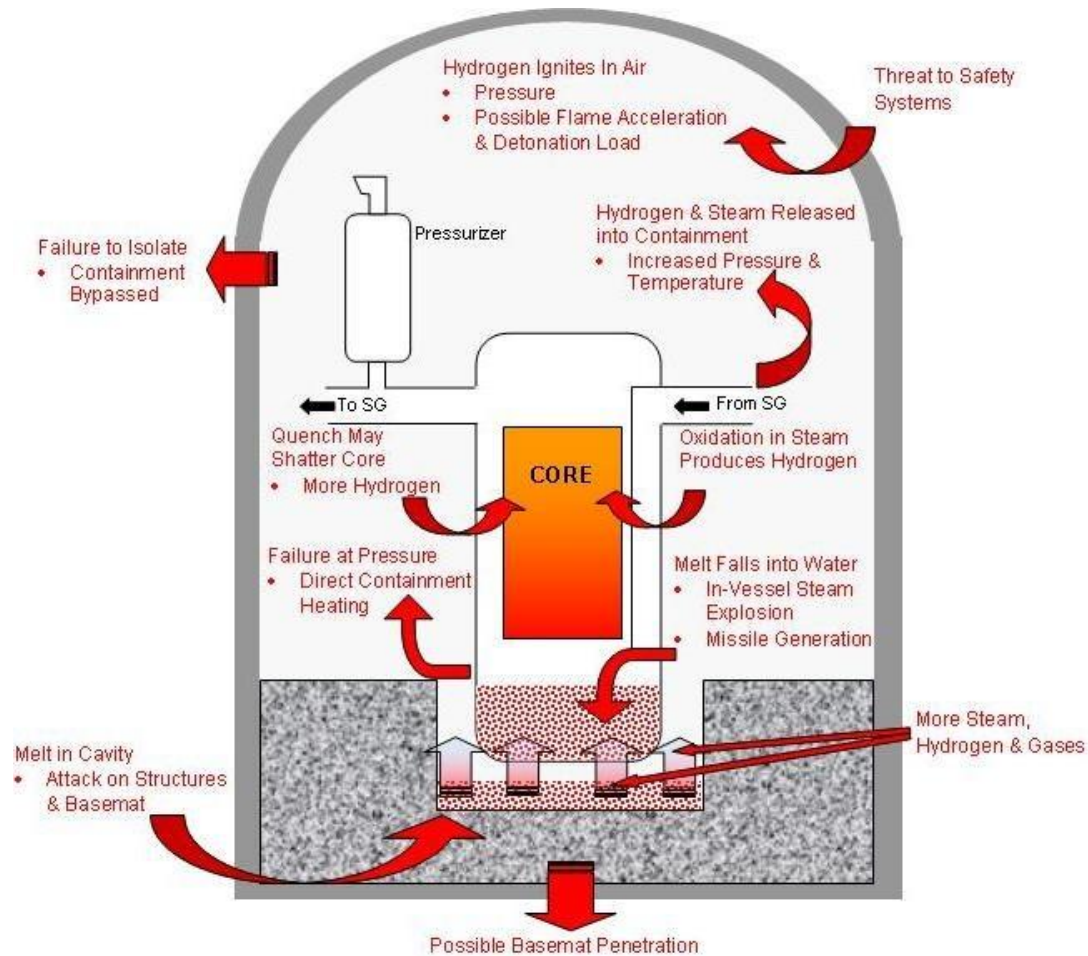 Hydrogen Ignites In Air
• Pressure
• Possible Flame Acceleration
& Detonation Load
Threat to Safety
Systems
Pressurizer
Hydrogen & Steam Released
into Containment
• Increased Pressure &
Temperature
Failure to Isolate
• Containment
Bypassed
To SG
From SG
Quench May
Shatter Core
• More Hydrogen
CORE
Oxidation in Steam
Produces Hydrogen
Failure at Pressure
• Direct Containment
Heating
Melt Falls into Water
• In-Vessel Steam
Explosion
• Missile Generation
More Steam,
Hydrogen & Gases
Melt in Cavity
• Attack on Structures
& Basemat
Possible Basemat Penetration